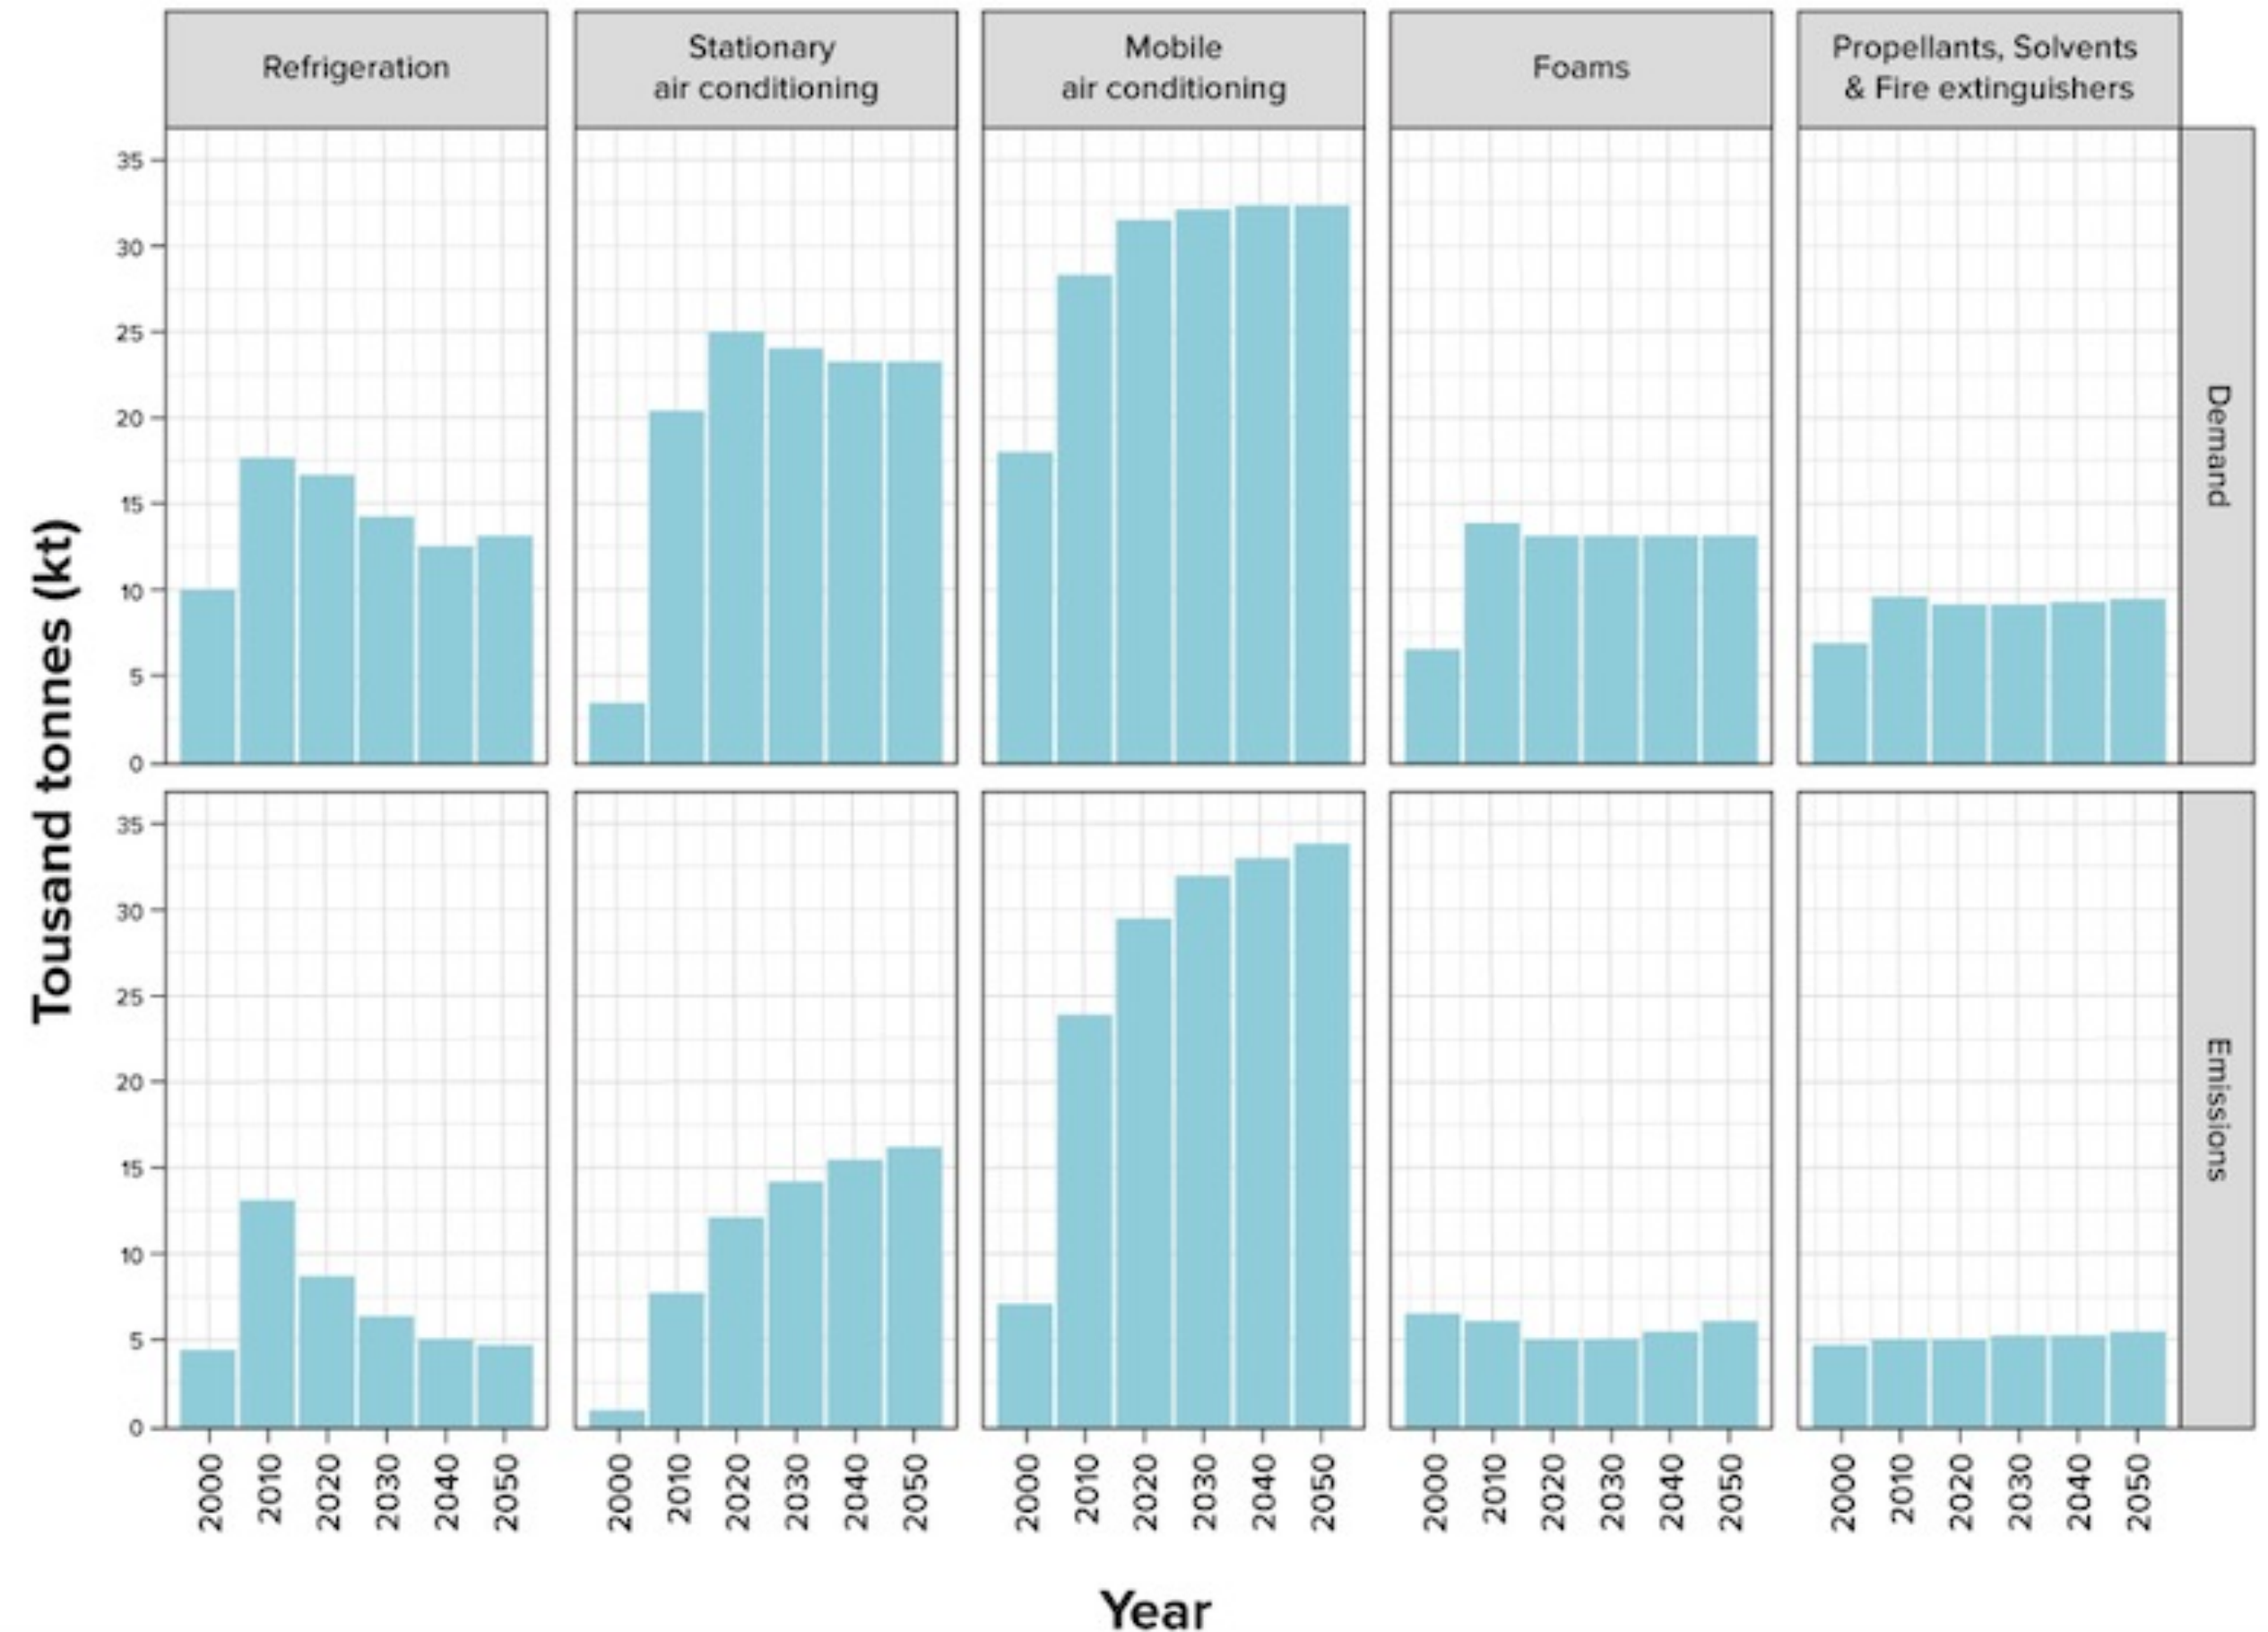 Refrigeration
Stationary
air conditioning
Mobile
air conditioning
Foams
Propellants, Solvents
& Fire extinguishers
Tousand tonnes (kt)
35
30
25
20
15
10
5
0
Demand
35
30
25
20
15
10
5
0
Emissions
2000 2010 2020 2030 2040 2050
2000 2010 2020 2030 2040 2050
2000 2010 2020 2030 2040 2050
2000 2010 2020 2030 2040 2050
2000 2010 2020 2030 2040 2050
Year